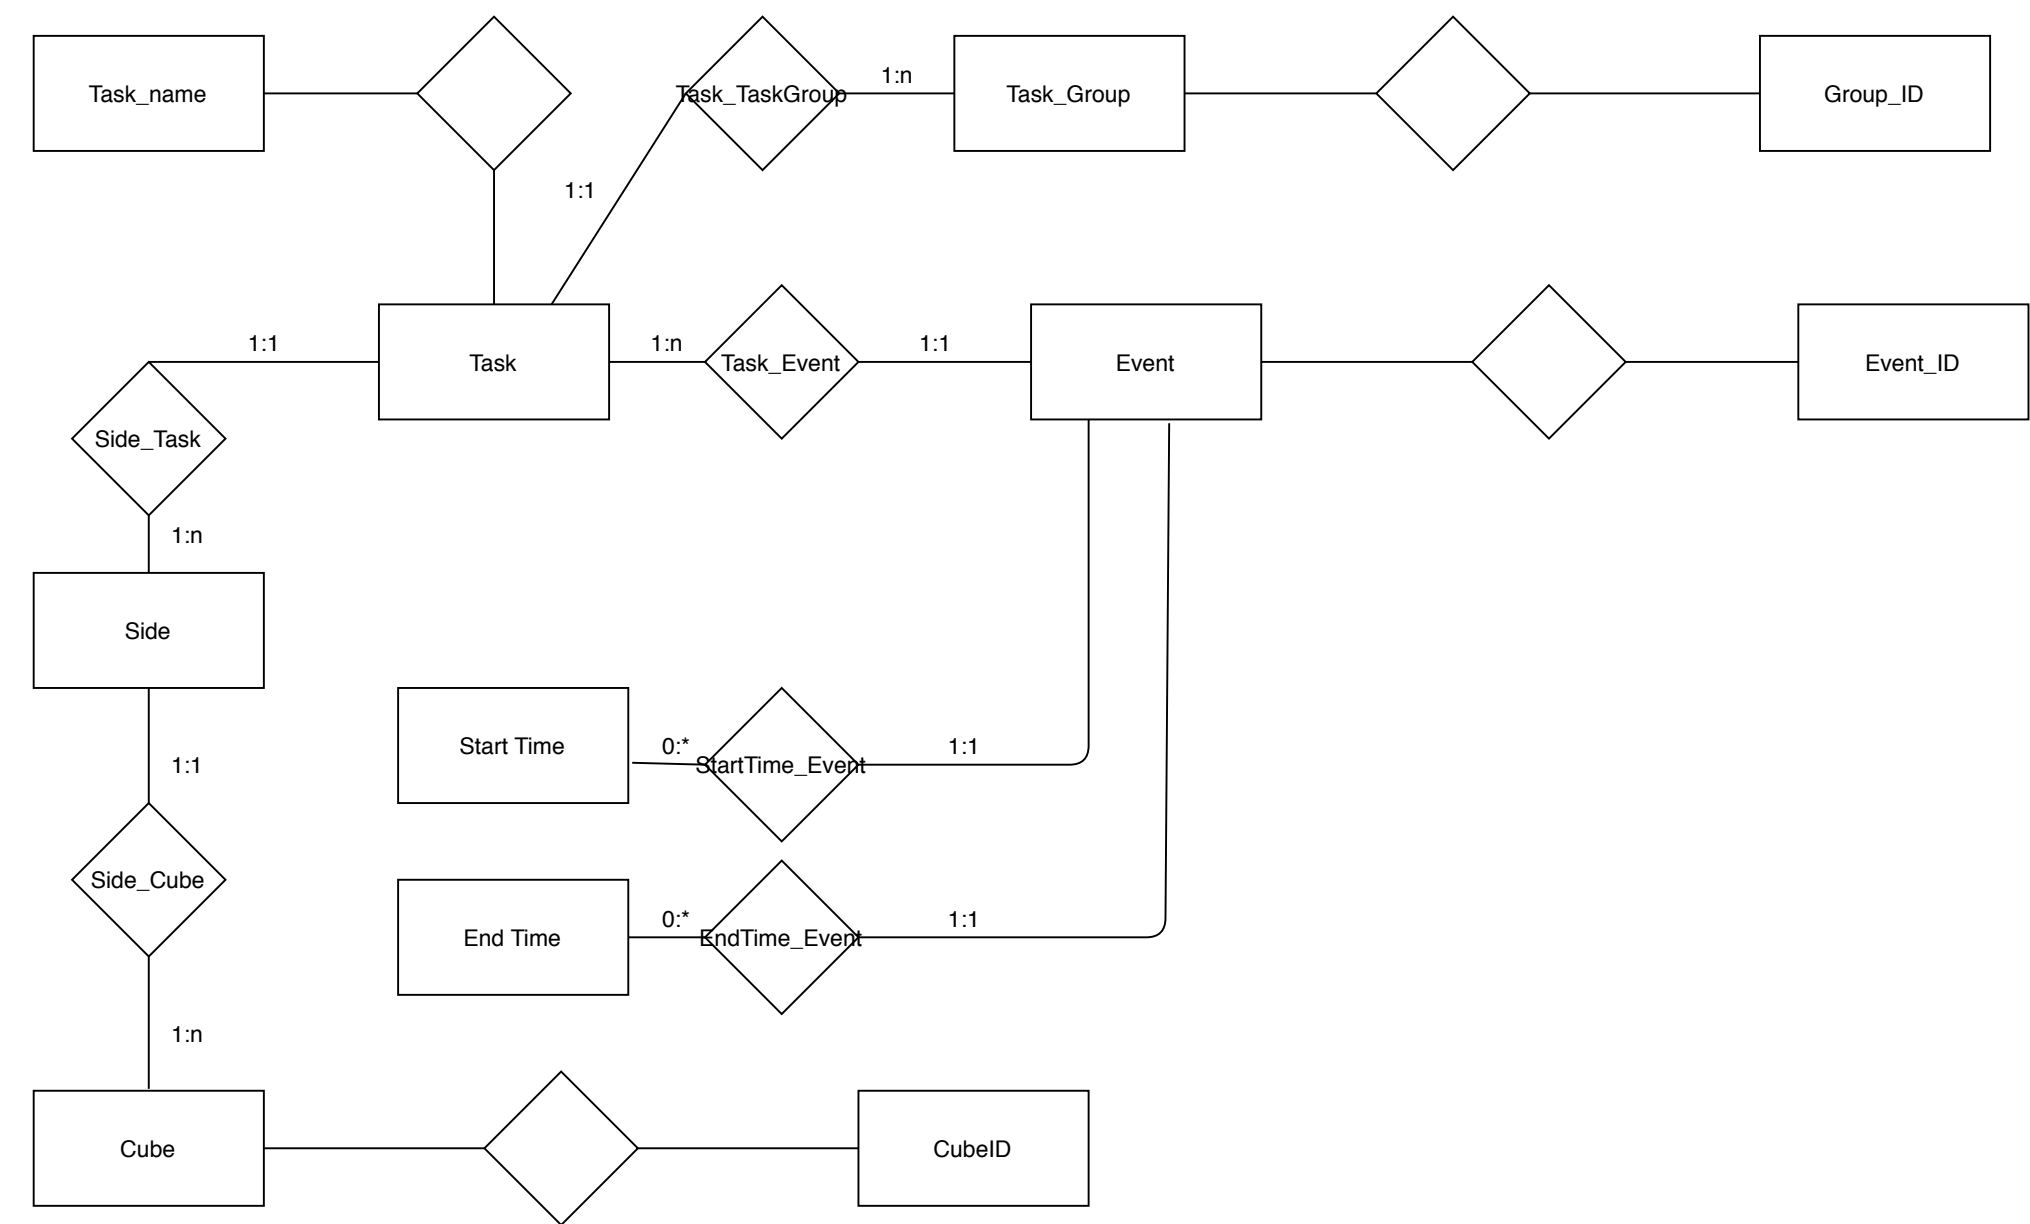 Task_name
Task_TaskGroup
1:n
Task_Group
Group_ID
1:1
1:1
Task
1:n
Task_Event
1:1
Event
Event_ID
Side_Task
1:n
Side
Start Time
0:*
StartTime_Event
1:1
1:1
Side_Cube
End Time
0:*
EndTime_Event
1:1
1:n
Cube
CubeID